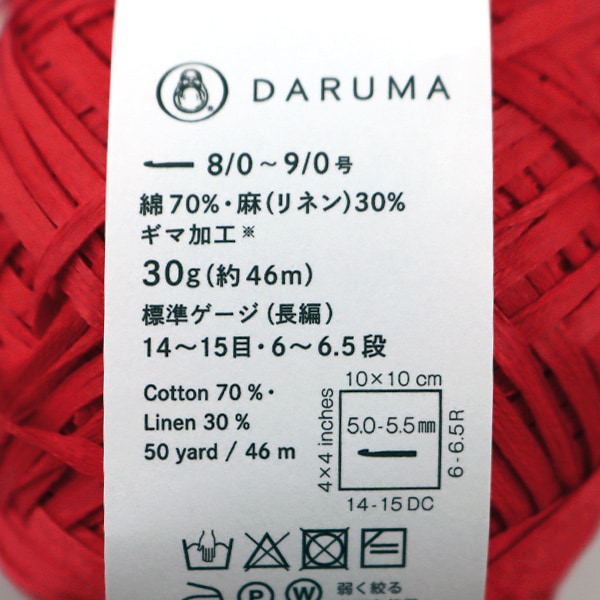 DARUMA
8/0～9/0号
綿70%・麻(リネン)30%
ギマ加工※
30g(約46m)
標準ゲージ(長編)
14～15目・6～6.5段
Cotton 70 %・
Linen 30 %
50 yard / 46 m
10×10 cm
4×4 inches
5.0-5.5mm
6-6.5R
14-15 DC
P W 弱く絞る